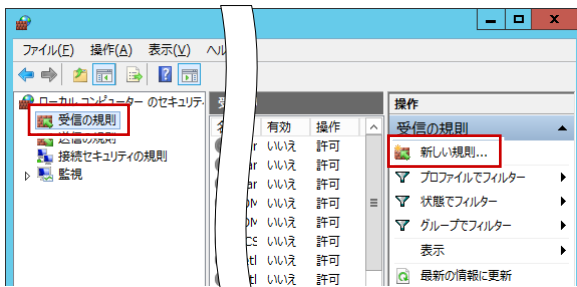 ファイル(F) 操作(A) 表示(V)
ローカル コンピューター のセキュリテ
受信の規則
接続セキュリティの規則
監視
有効 操作
いいえ 許可
いいえ 許可
いいえ 許可
いいえ 許可
いいえ 許可
いいえ 許可
いいえ 許可
いいえ 許可
操作
受信の規則
新しい規則...
プロファイルでフィルター
状態でフィルター
グループでフィルター
表示
最新の情報に更新